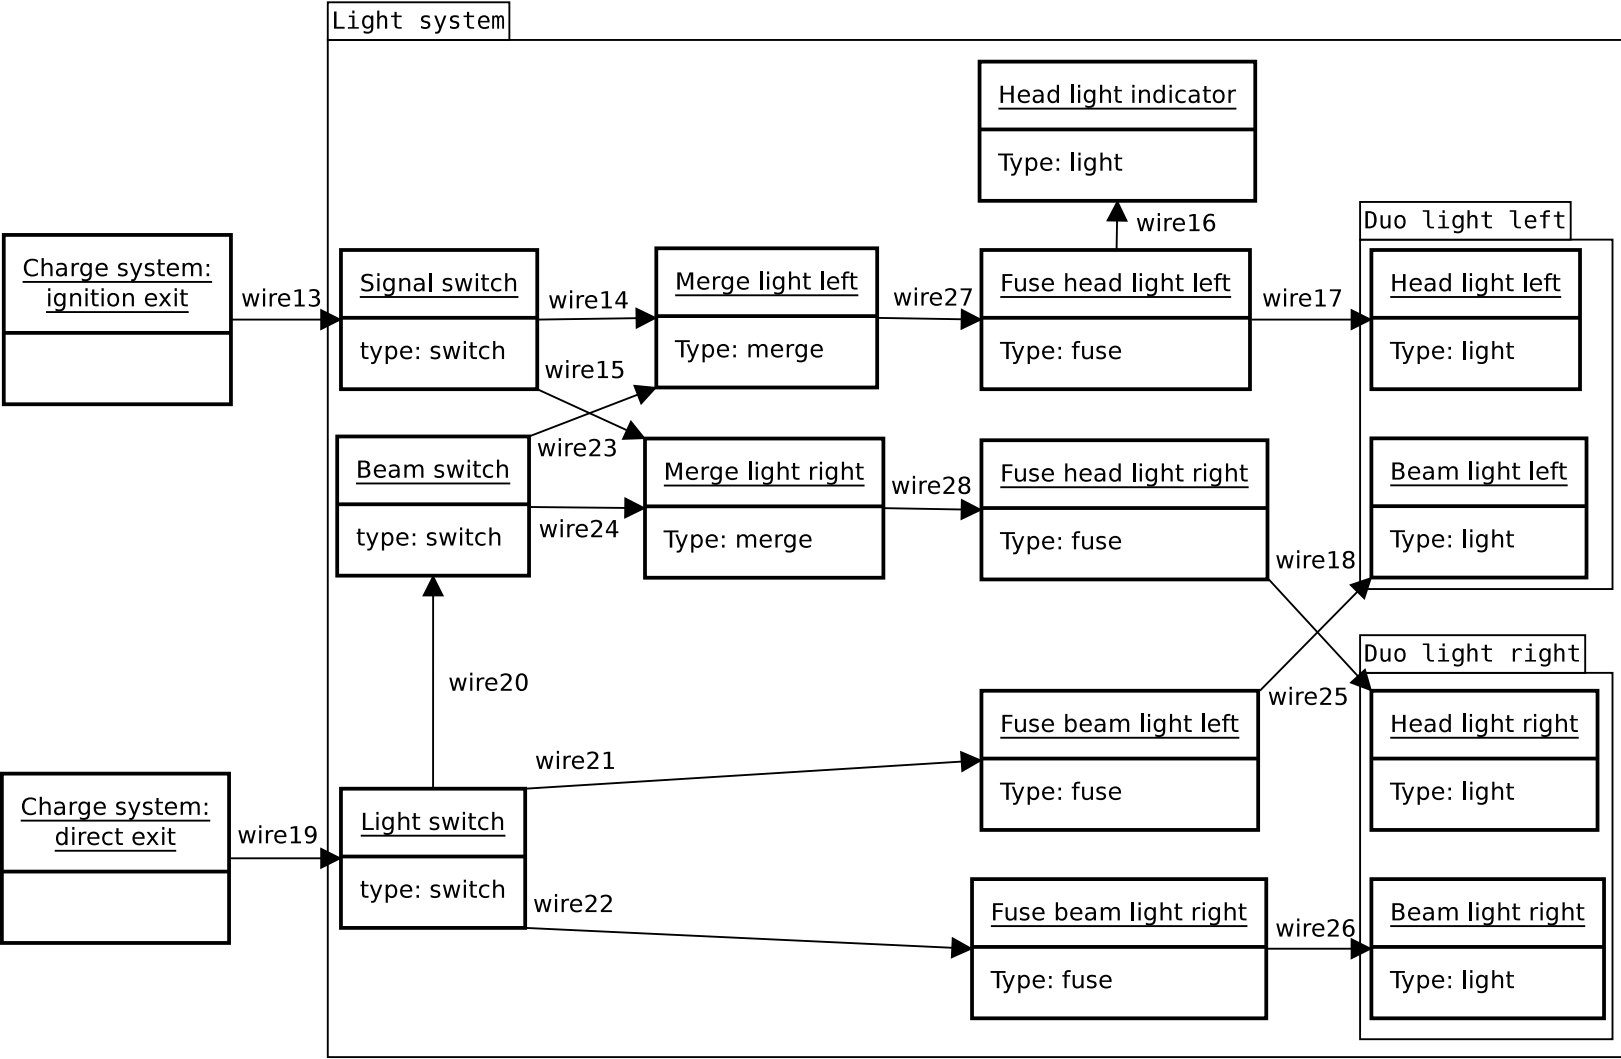 Light system
Head light indicator
Type: light
wire16
Duo light left
Charge system:
ignition exit
wire13
Signal switch
type: switch
wire14
Merge light left
Type: merge
wire27
Fuse head light left
Type: fuse
wire17
Head light left
Type: light
wire15
wire23
Beam switch
type: switch
wire24
Merge light right
Type: merge
wire28
Fuse head light right
Type: fuse
wire18
Beam light left
Type: light
wire20
Duo light right
wire25
Fuse beam light left
Type: fuse
Head light right
Type: light
wire21
Charge system:
direct exit
wire19
Light switch
type: switch
wire22
Fuse beam light right
Type: fuse
wire26
Beam light right
Type: light